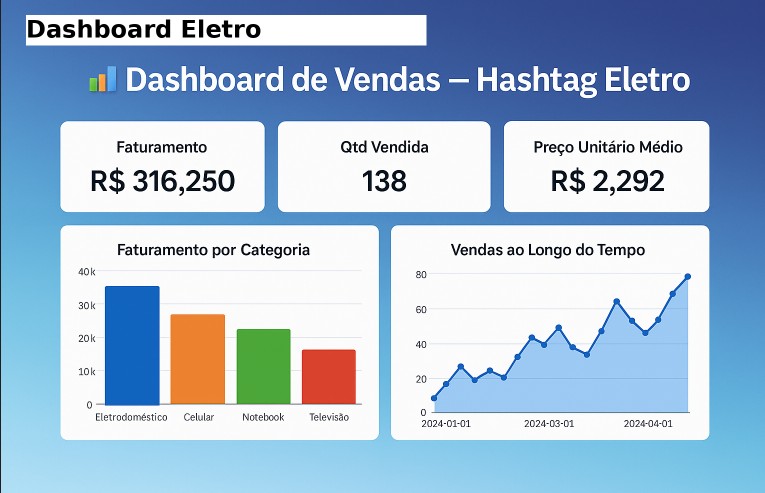 Dashboard Eletro
Dashboard de Vendas – Hashtag Eletro
Faturamento
R$ 316,250
Qtd Vendida
138
Preço Unitário Médio
R$ 2,292
Faturamento por Categoria
40k
30k
20k
10k
0
Eletrodoméstico Celular Notebook Televisão
Vendas ao Longo do Tempo
80
60
40
20
0
2024-01-01 2024-03-01 2024-04-01